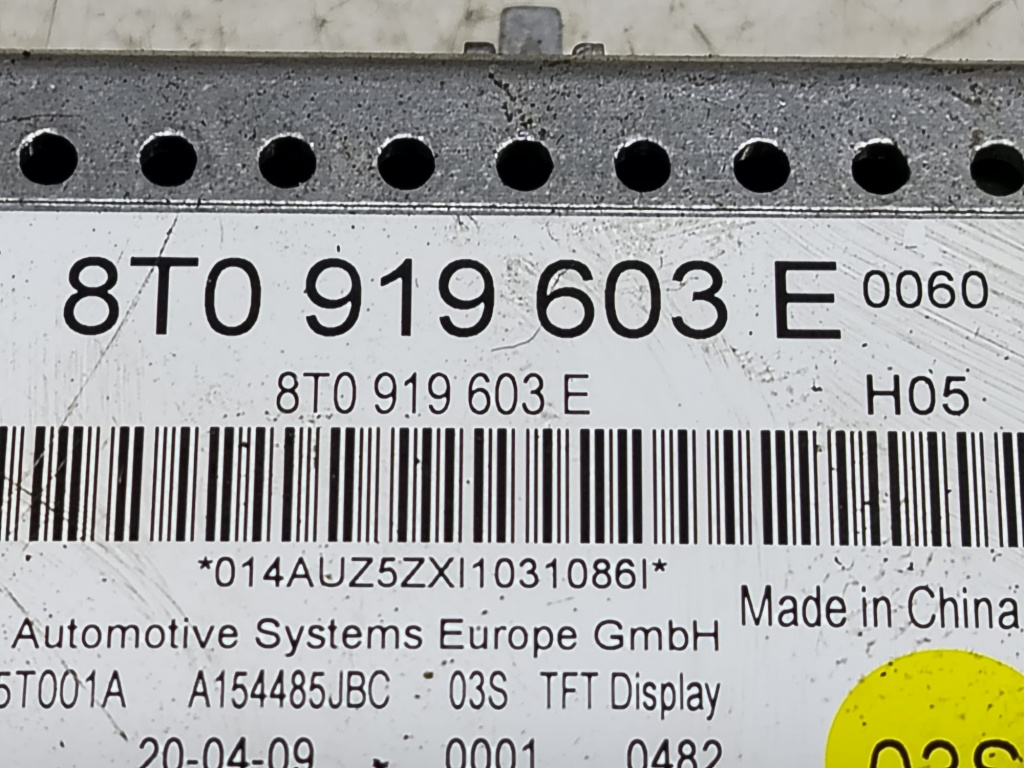 8T0 919 603 E 0060
8T0 919 603 E H05
*014AUZ5ZXI1031086I*
Made in China
Automotive Systems Europe GmbH
5T001A A154485JBC 03S TFT Display
20-04-09 0001 0482
03S